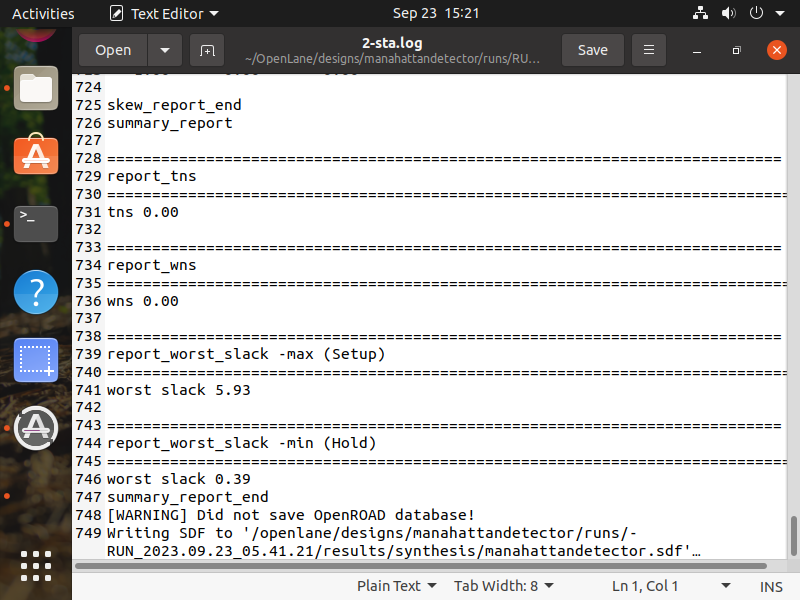 Activities
Text Editor
Sep 23 15:21
Open
2-sta.log
~/OpenLane/designs/manahattandetector/runs/RU…
Save
724
725 skew_report_end
726 summary_report
727
728 ===========================================================================
729 report_tns
730 ============================================================================
731 tns 0.00
732
733 ===========================================================================
734 report_wns
735 ============================================================================
736 wns 0.00
737
738 ===========================================================================
739 report_worst_slack -max (Setup)
740 ============================================================================
741 worst slack 5.93
742
743 ===========================================================================
744 report_worst_slack -min (Hold)
745 ============================================================================
746 worst slack 0.39
747 summary_report_end
748 [WARNING] Did not save OpenROAD database!
749 Writing SDF to '/openlane/designs/manahattandetector/runs/-
RUN_2023.09.23_05.41.21/results/synthesis/manahattandetector.sdf'…
Plain Text
Tab Width: 8
Ln 1, Col 1
INS